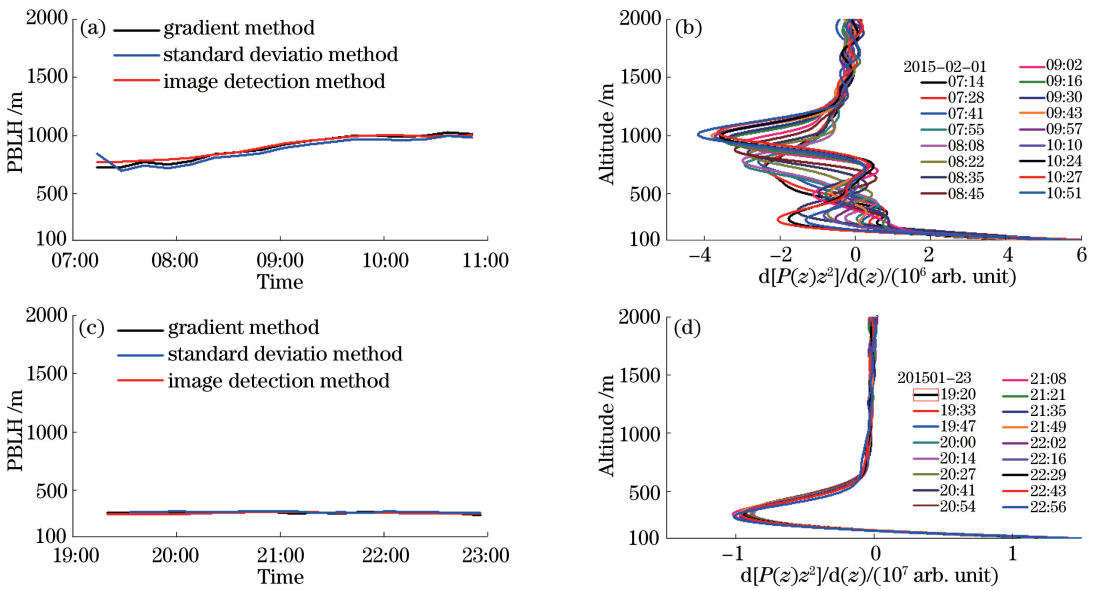 (a)
gradient method
standard deviatio method
image detection method
2000
1500
1000
500
100
PBLH /m
07:00 08:00 09:00 10:00 11:00
Time
(b)
2000
1500
1000
500
100
Altitude /m
2015-02-01
07:14
07:28
07:41
07:55
08:08
08:22
08:35
08:45
09:02
09:16
09:30
09:43
09:57
10:10
10:24
10:27
10:51
−4 −2 0 2 4 6
d[P(z)z²]/d(z)/(10⁶ arb. unit)
(c)
gradient method
standard deviatio method
image detection method
2000
1500
1000
500
100
PBLH /m
19:00 20:00 21:00 22:00 23:00
Time
(d)
2000
1500
1000
500
100
Altitude /m
201501-23
19:20
19:33
19:47
20:00
20:14
20:27
20:41
20:54
21:08
21:21
21:35
21:49
22:02
22:16
22:29
22:43
22:56
−1 0 1
d[P(z)z²]/d(z)/(10⁷ arb. unit)